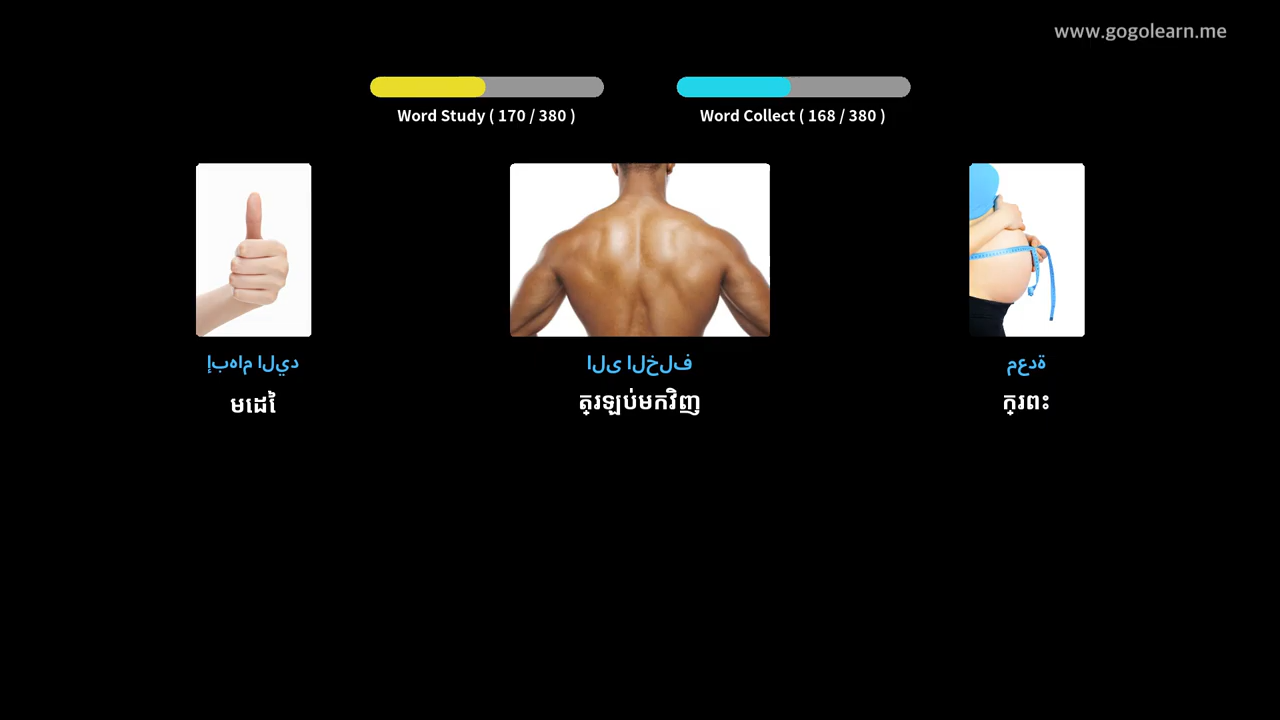 www.gogolearn.me
Word Study ( 170 / 380 )
Word Collect ( 168 / 380 )
إبهام اليد
الى الخلف
معدة
មេដៃ
ត្រឡប់មកវិញ
ក្រពះ